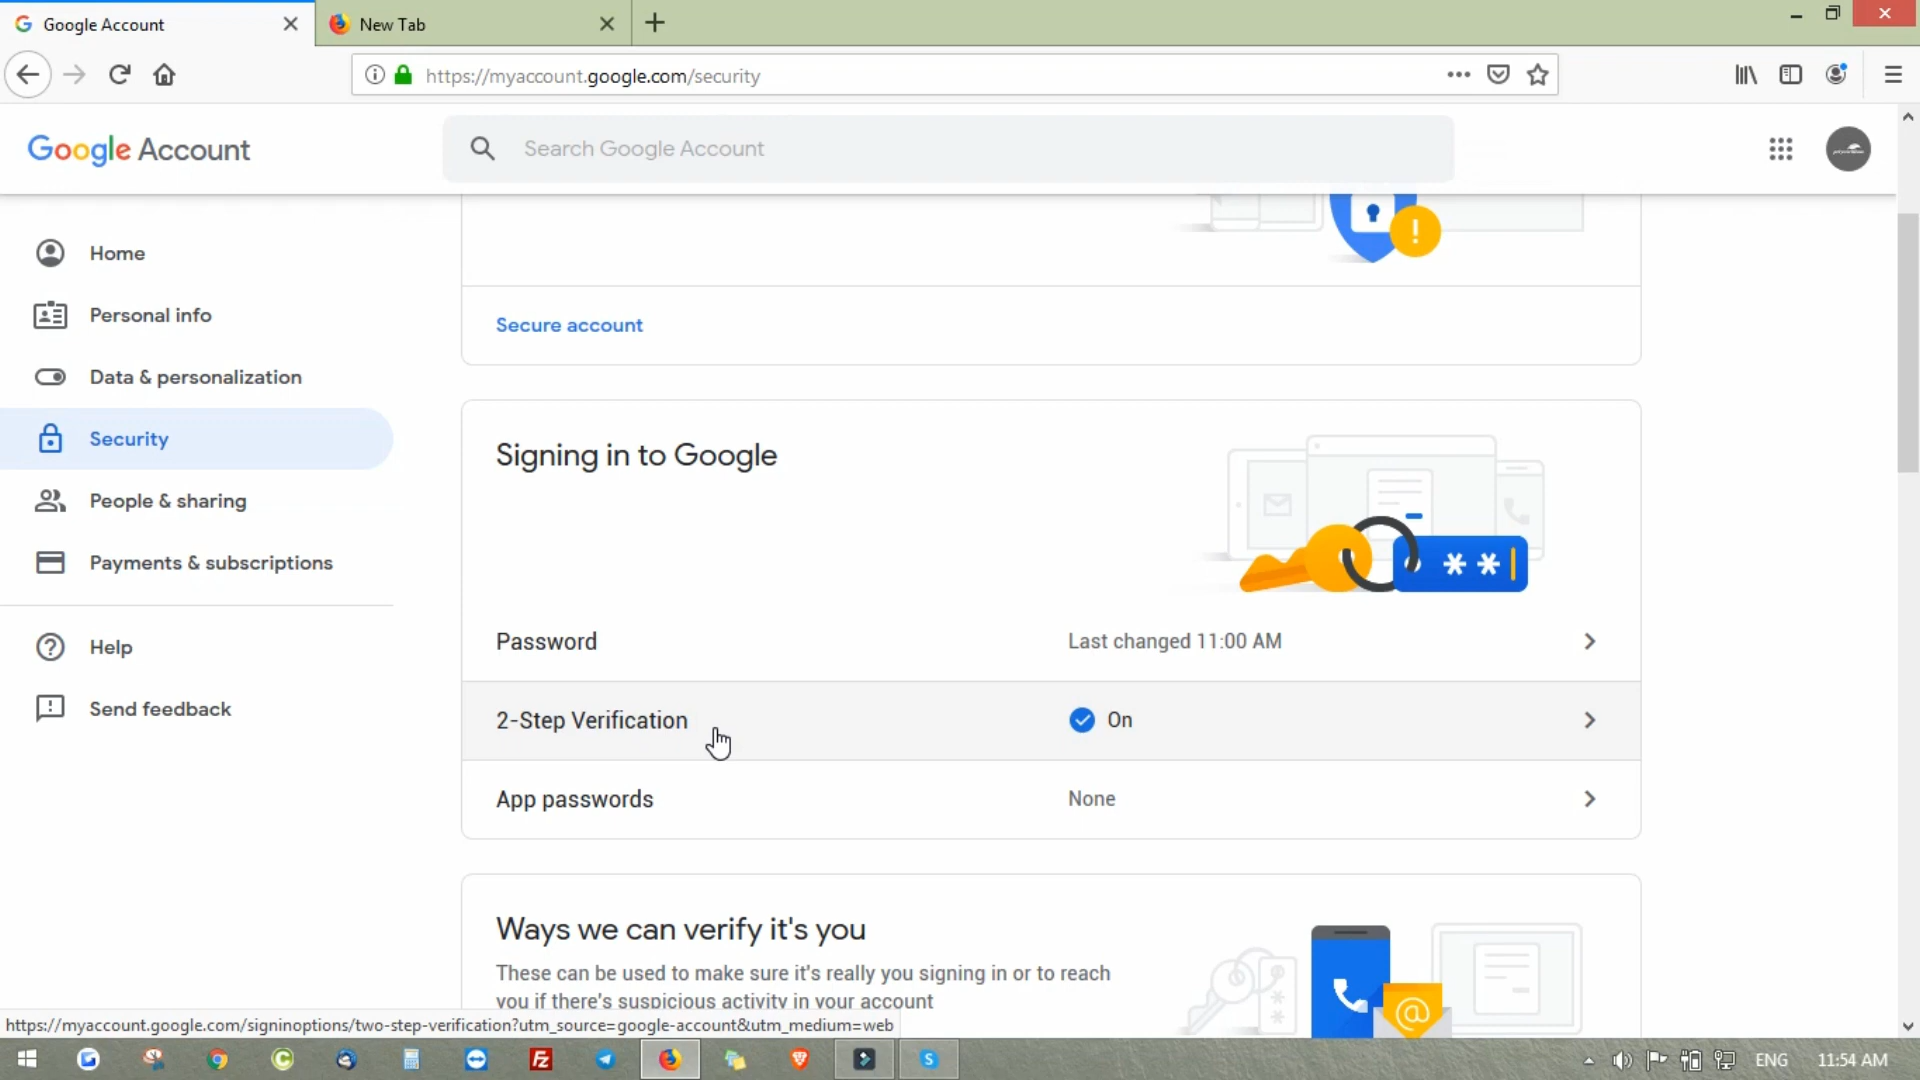 Google Account
New Tab
https://myaccount.google.com/security
Google Account
Search Google Account
Home
Personal info
Data & personalization
Security
People & sharing
Payments & subscriptions
Help
Send feedback
Secure account
Signing in to Google
**
Password
Last changed 11:00 AM
2-Step Verification
On
App passwords
None
Ways we can verify it's you
These can be used to make sure it's really you signing in or to reach
you if there's suspicious activity in your account
https://myaccount.google.com/signinoptions/two-step-verification?utm_source=google-account&utm_medium=web
ENG
11:54 AM